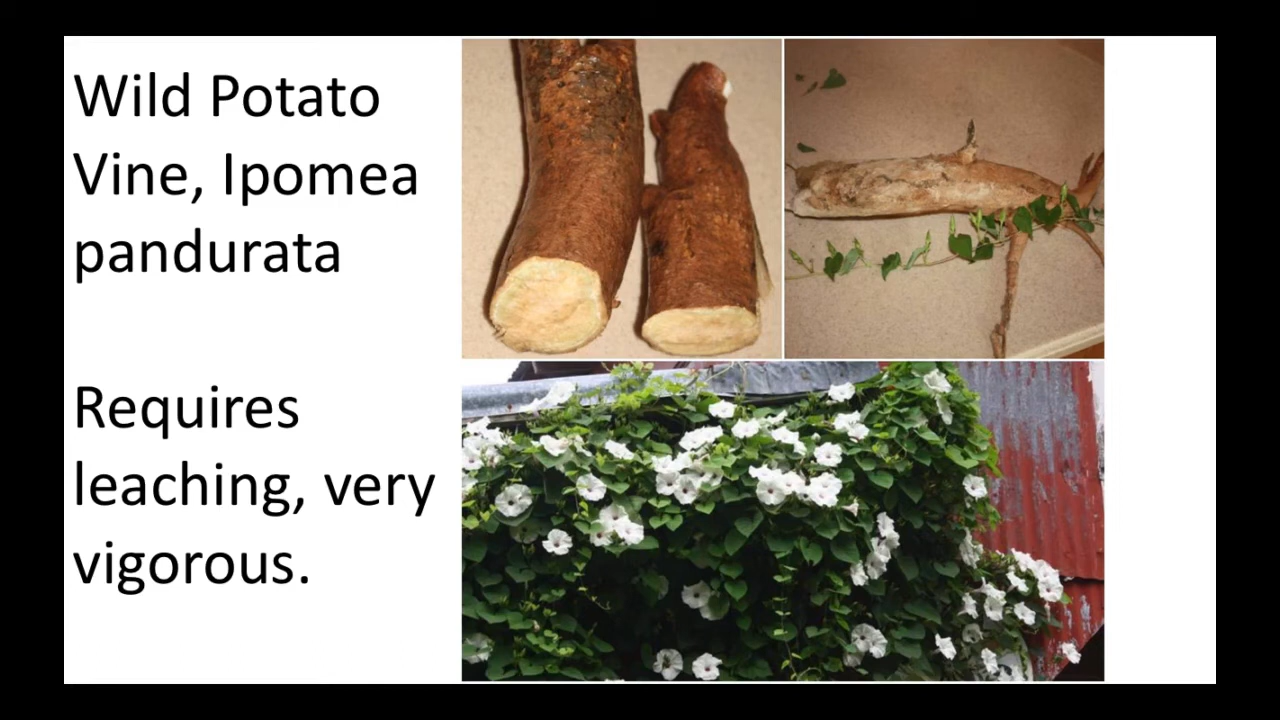 Wild Potato
Vine, Ipomea
pandurata
Requires
leaching, very
vigorous.